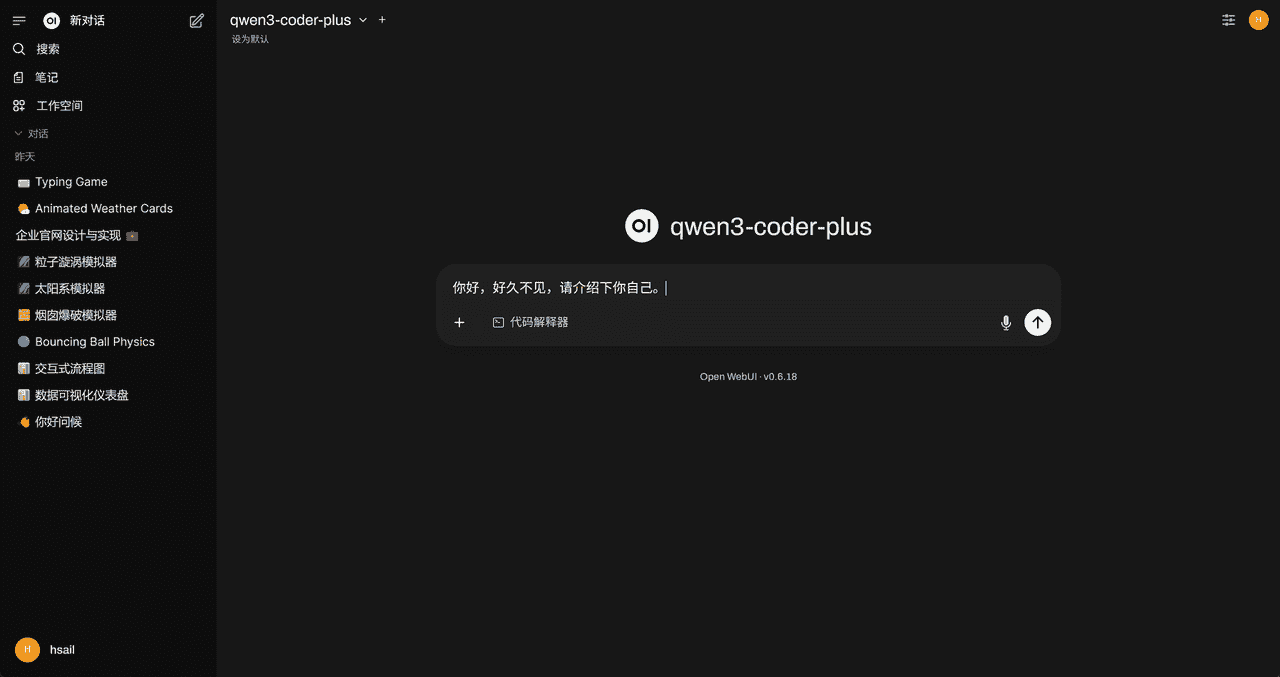 OI 新对话
搜索
笔记
工作空间
对话
昨天
Typing Game
Animated Weather Cards
企业官网设计与实现
粒子漩涡模拟器
太阳系模拟器
烟囱爆破模拟器
Bouncing Ball Physics
交互式流程图
数据可视化仪表盘
你好问候
H hsail
qwen3-coder-plus
设为默认
H
OI qwen3-coder-plus
你好，好久不见，请介绍下你自己。
代码解释器
Open WebUI · v0.6.18